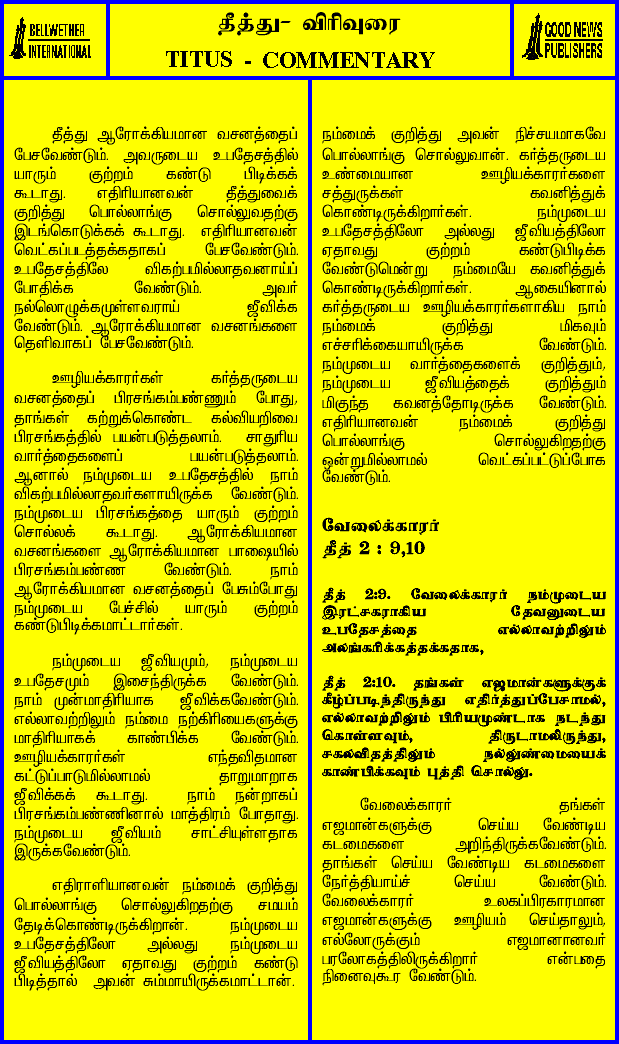 BELLWETHER
INTERNATIONAL
தீத்து- விரிவுரை
TITUS - COMMENTARY
GOOD NEWS
PUBLISHERS
தீத்து ஆரோக்கியமான வசனத்தைப்
பேசவேண்டும். அவருடைய உபதேசத்தில்
யாரும் குற்றம் கண்டு பிடிக்கக்
கூடாது. எதிரியானவன் தீத்துவைக்
குறித்து பொல்லாங்கு சொல்லுவதற்கு
இடங்கொடுக்கக் கூடாது. எதிரியானவன்
வெட்கப்படத்தக்கதாகப் பேசவேண்டும்.
உபதேசத்திலே விகற்பமில்லாதவனாய்ப்
போதிக்க வேண்டும். அவர்
நல்லொழுக்கமுள்ளவராய் ஜீவிக்க
வேண்டும். ஆரோக்கியமான வசனங்களை
தெளிவாகப் பேசவேண்டும்.
ஊழியக்காரர்கள் கர்த்தருடைய
வசனத்தைப் பிரசங்கம்பண்ணும் போது,
தாங்கள் கற்றுக்கொண்ட கல்வியறிவை
பிரசங்கத்தில் பயன்படுத்தலாம். சாதுரிய
வார்த்தைகளைப் பயன்படுத்தலாம்.
ஆனால் நம்முடைய உபதேசத்தில் நாம்
விகற்பமில்லாதவர்களாயிருக்க வேண்டும்.
நம்முடைய பிரசங்கத்தை யாரும் குற்றம்
சொல்லக் கூடாது. ஆரோக்கியமான
வசனங்களை ஆரோக்கியமான பாஷையில்
பிரசங்கம்பண்ண வேண்டும். நாம்
ஆரோக்கியமான வசனத்தைப் பேசும்போது
நம்முடைய பேச்சில் யாரும் குற்றம்
கண்டுபிடிக்கமாட்டார்கள்.
நம்முடைய ஜீவியமும், நம்முடைய
உபதேசமும் இசைந்திருக்க வேண்டும்.
நாம் முன்மாதிரியாக ஜீவிக்கவேண்டும்.
எல்லாவற்றிலும் நம்மை நற்கிரியைகளுக்கு
மாதிரியாகக் காண்பிக்க வேண்டும்.
ஊழியக்காரர்கள் எந்தவிதமான
கட்டுப்பாடுமில்லாமல் தாறுமாறாக
ஜீவிக்கக் கூடாது. நாம் நன்றாகப்
பிரசங்கம்பண்ணினால் மாத்திரம் போதாது.
நம்முடைய ஜீவியம் சாட்சியுள்ளதாக
இருக்கவேண்டும்.
எதிராளியானவன் நம்மைக் குறித்து
பொல்லாங்கு சொல்லுகிறதற்கு சமயம்
தேடிக்கொண்டிருக்கிறான். நம்முடைய
உபதேசத்திலோ அல்லது நம்முடைய
ஜீவியத்திலோ ஏதாவது குற்றம் கண்டு
பிடித்தால் அவன் சும்மாயிருக்கமாட்டான்.
நம்மைக் குறித்து அவன் நிச்சயமாகவே
பொல்லாங்கு சொல்லுவான். கர்த்தருடைய
உண்மையான ஊழியக்காரர்களை
சத்துருக்கள் கவனித்துக்
கொண்டிருக்கிறார்கள். நம்முடைய
உபதேசத்திலோ அல்லது ஜீவியத்திலோ
ஏதாவது குற்றம் கண்டுபிடிக்க
வேண்டுமென்று நம்மையே கவனித்துக்
கொண்டிருக்கிறார்கள். ஆகையினால்
கர்த்தருடைய ஊழியக்காரர்களாகிய நாம்
நம்மைக் குறித்து மிகவும்
எச்சரிக்கையாயிருக்க வேண்டும்.
நம்முடைய வார்த்தைகளைக் குறித்தும்,
நம்முடைய ஜீவியத்தைக் குறித்தும்
மிகுந்த கவனத்தோடிருக்க வேண்டும்.
எதிரியானவன் நம்மைக் குறித்து
பொல்லாங்கு சொல்லுகிறதற்கு
ஒன்றுமில்லாமல் வெட்கப்பட்டுப்போக
வேண்டும்.
வேலைக்காரர்
தீத் 2 : 9,10
தீத் 2:9. வேலைக்காரர் நம்முடைய
இரட்சகராகிய தேவனுடைய
உபதேசத்தை எல்லாவற்றிலும்
அலங்கரிக்கத்தக்கதாக,
தீத் 2:10. தங்கள் எஜமான்களுக்குக்
கீழ்ப்படிந்திருந்து எதிர்த்துப்பேசாமல்,
எல்லாவற்றிலும் பிரியமுண்டாக நடந்து
கொள்ளவும், திருடாமலிருந்து,
சகலவிதத்திலும் நல்லுண்மையைக்
காண்பிக்கவும் புத்தி சொல்லு.
வேலைக்காரர் தங்கள்
எஜமான்களுக்கு செய்ய வேண்டிய
கடமைகளை அறிந்திருக்கவேண்டும்.
தாங்கள் செய்ய வேண்டிய கடமைகளை
நேர்த்தியாய்ச் செய்ய வேண்டும்.
வேலைக்காரர் உலகப்பிரகாரமான
எஜமான்களுக்கு ஊழியம் செய்தாலும்,
எல்லோருக்கும் எஜமானானவர்
பரலோகத்திலிருக்கிறார் என்பதை
நினைவுகூர வேண்டும்.